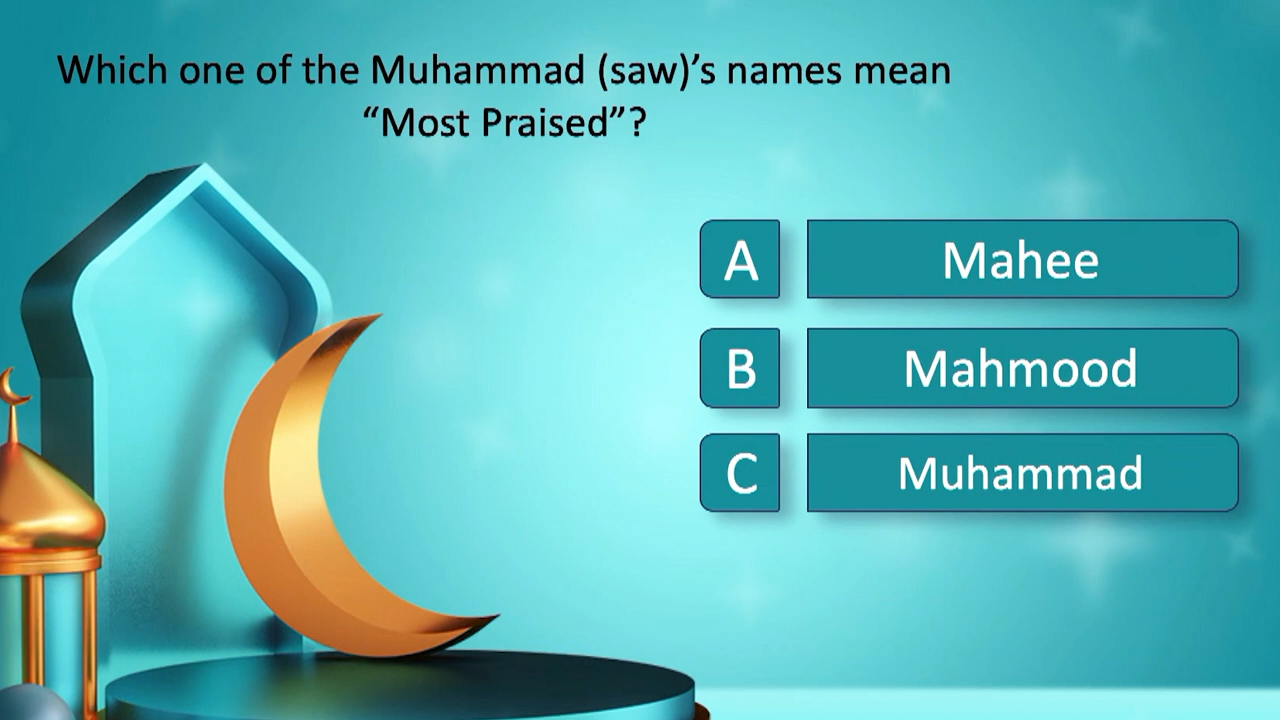 Which one of the Muhammad (saw)’s names mean
“Most Praised”?
A Mahee
B Mahmood
C Muhammad